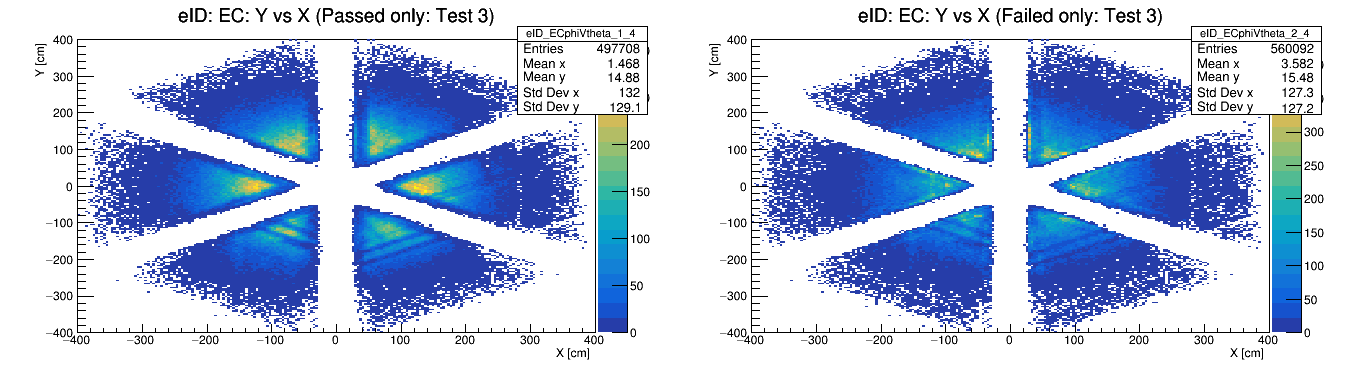 eID: EC: Y vs X (Passed only: Test 3)
eID_ECphiVtheta_1_4
Entries 497708
Mean x 1.468
Mean y 14.88
Std Dev x 132
Std Dev y 129.1
Y [cm]
400
300
200
100
0
−100
−200
−300
−400
−400 −300 −200 −100 0 100 200 300 400
X [cm]
200
150
100
50
0
eID: EC: Y vs X (Failed only: Test 3)
eID_ECphiVtheta_2_4
Entries 560092
Mean x 3.582
Mean y 15.48
Std Dev x 127.3
Std Dev y 127.2
Y [cm]
400
300
200
100
0
−100
−200
−300
−400
−400 −300 −200 −100 0 100 200 300 400
X [cm]
300
250
200
150
100
50
0